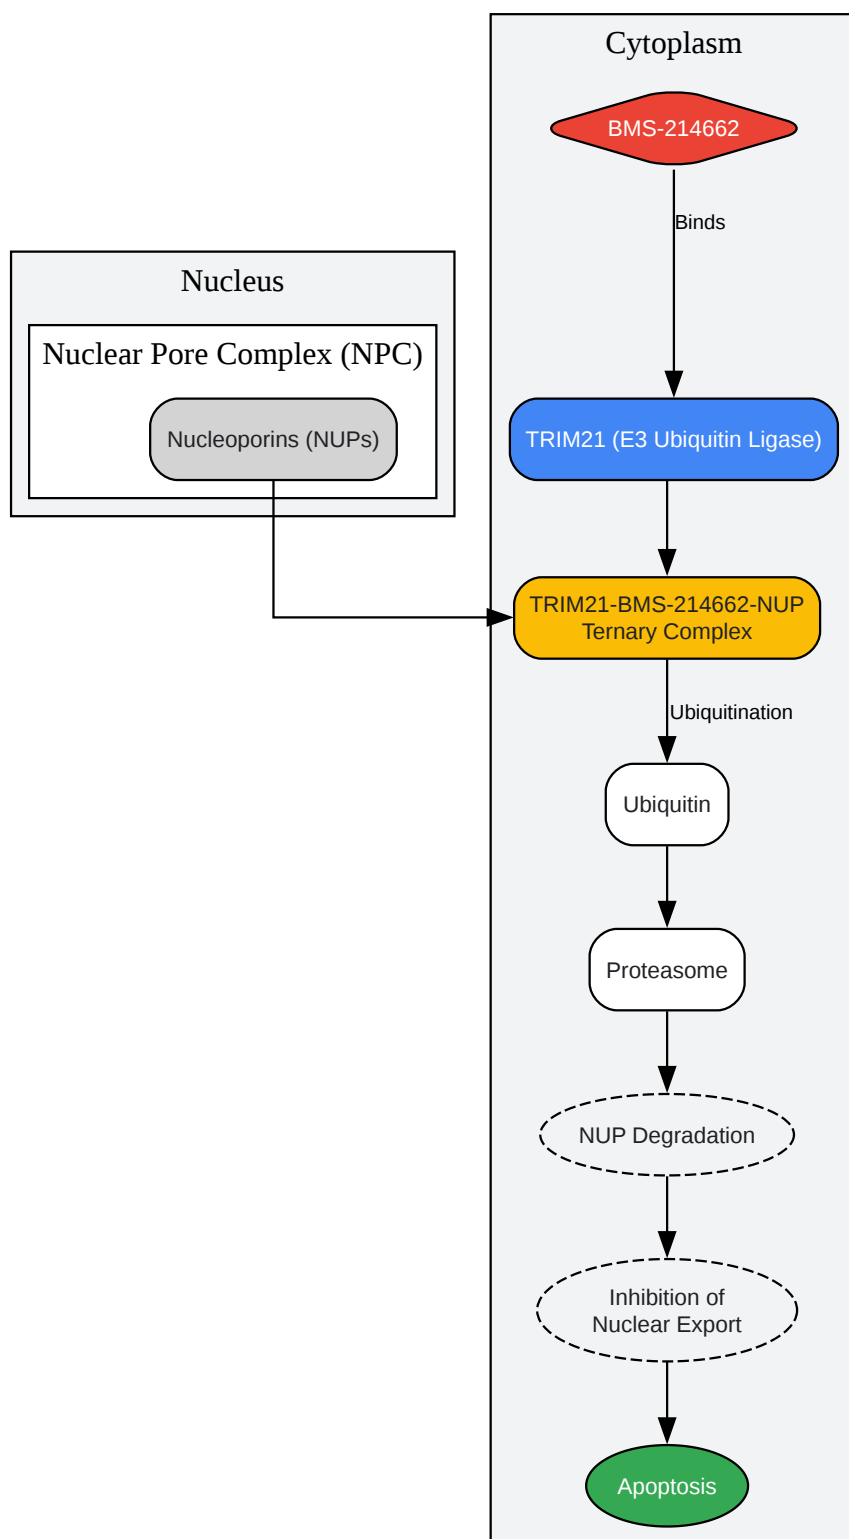 Cytoplasm
BMS-214662
Binds
Nucleus
Nuclear Pore Complex (NPC)
Nucleoporins (NUPs)
TRIM21 (E3 Ubiquitin Ligase)
TRIM21-BMS-214662-NUP
Ternary Complex
Ubiquitination
Ubiquitin
Proteasome
NUP Degradation
Inhibition of
Nuclear Export
Apoptosis